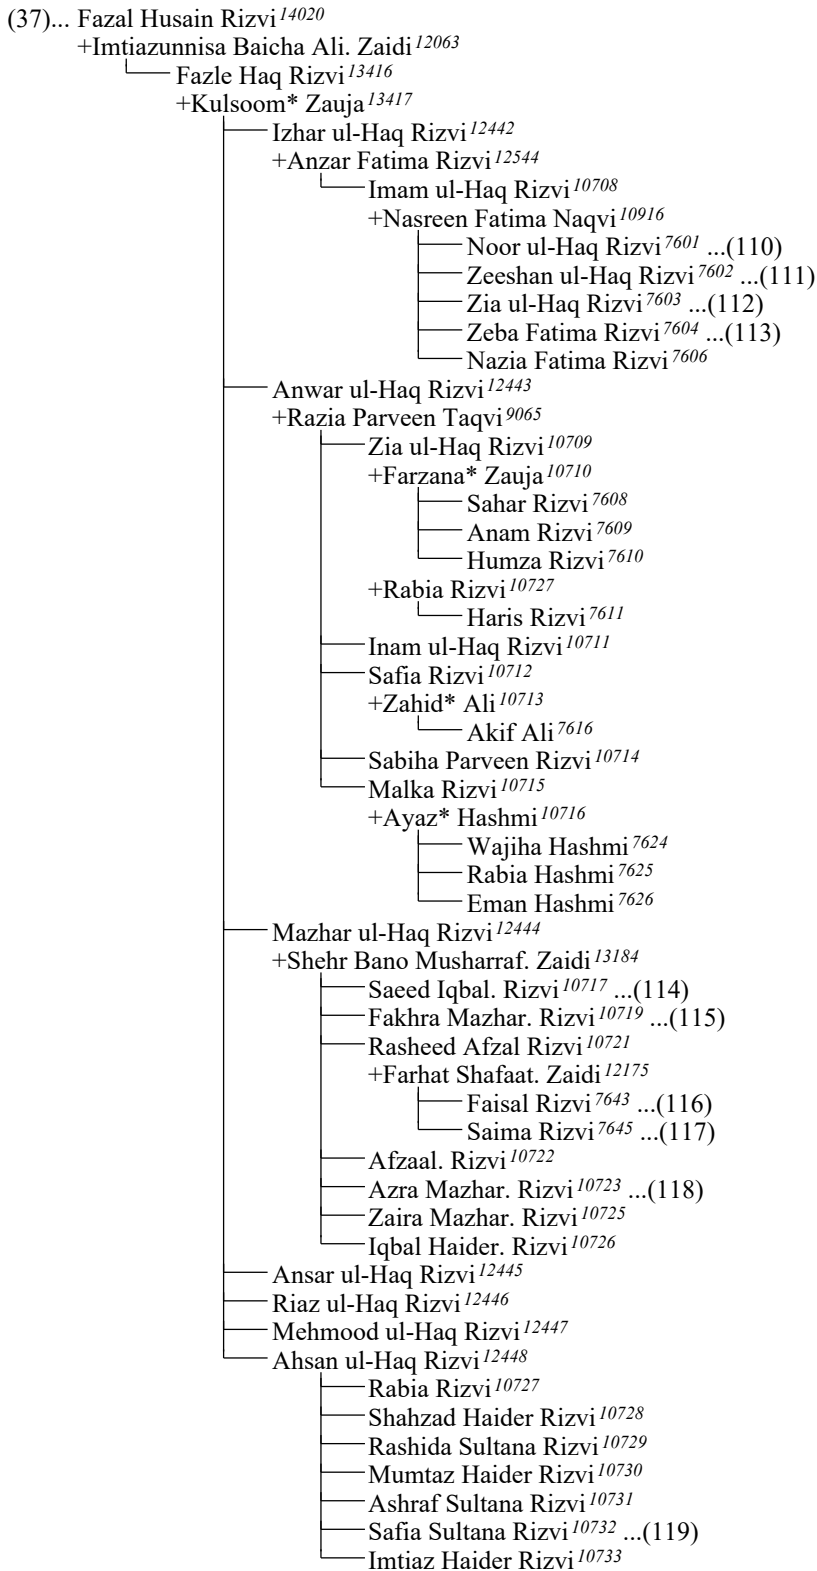 (37)... Fazal Husain Rizvi 14020
+Imtiazunnisa Baicha Ali. Zaidi 12063
Fazle Haq Rizvi 13416
+Kulsoom* Zauja 13417
Izhar ul-Haq Rizvi 12442
+Anzar Fatima Rizvi 12544
Imam ul-Haq Rizvi 10708
+Nasreen Fatima Naqvi 10916
Noor ul-Haq Rizvi 7601 ...(110)
Zeeshan ul-Haq Rizvi 7602 ...(111)
Zia ul-Haq Rizvi 7603 ...(112)
Zeba Fatima Rizvi 7604 ...(113)
Nazia Fatima Rizvi 7606
Anwar ul-Haq Rizvi 12443
+Razia Parveen Taqvi 9065
Zia ul-Haq Rizvi 10709
+Farzana* Zauja 10710
Sahar Rizvi 7608
Anam Rizvi 7609
Humza Rizvi 7610
+Rabia Rizvi 10727
Haris Rizvi 7611
Inam ul-Haq Rizvi 10711
Safia Rizvi 10712
+Zahid* Ali 10713
Akif Ali 7616
Sabiha Parveen Rizvi 10714
Malka Rizvi 10715
+Ayaz* Hashmi 10716
Wajiha Hashmi 7624
Rabia Hashmi 7625
Eman Hashmi 7626
Mazhar ul-Haq Rizvi 12444
+Shehr Bano Musharraf. Zaidi 13184
Saeed Iqbal. Rizvi 10717 ...(114)
Fakhra Mazhar. Rizvi 10719 ...(115)
Rasheed Afzal Rizvi 10721
+Farhat Shafaat. Zaidi 12175
Faisal Rizvi 7643 ...(116)
Saima Rizvi 7645 ...(117)
Afzaal. Rizvi 10722
Azra Mazhar. Rizvi 10723 ...(118)
Zaira Mazhar. Rizvi 10725
Iqbal Haider. Rizvi 10726
Ansar ul-Haq Rizvi 12445
Riaz ul-Haq Rizvi 12446
Mehmood ul-Haq Rizvi 12447
Ahsan ul-Haq Rizvi 12448
Rabia Rizvi 10727
Shahzad Haider Rizvi 10728
Rashida Sultana Rizvi 10729
Mumtaz Haider Rizvi 10730
Ashraf Sultana Rizvi 10731
Safia Sultana Rizvi 10732 ...(119)
Imtiaz Haider Rizvi 10733